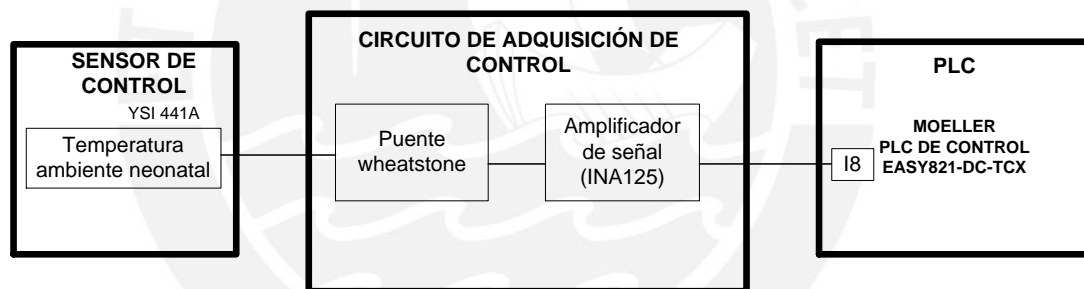 SENSOR DE
CONTROL
YSI 441A
Temperatura
ambiente neonatal
CIRCUITO DE ADQUISICIÓN DE
CONTROL
Puente
wheatstone
Amplificador
de señal
(INA125)
PLC
MOELLER
PLC DE CONTROL
EASY821-DC-TCX
I8